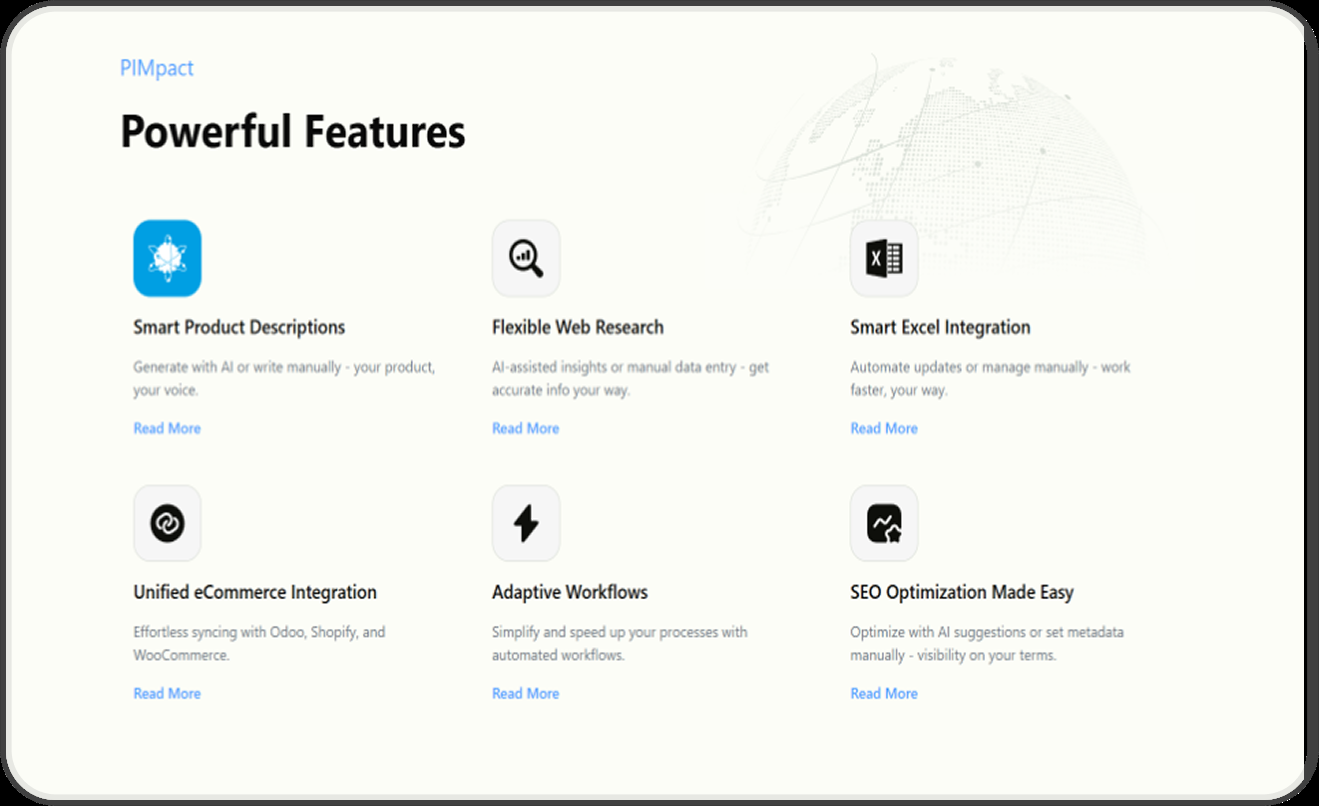 PIMpact
Powerful Features
Smart Product Descriptions
Generate with AI or write manually - your product,
your voice.
Read More
Flexible Web Research
AI-assisted insights or manual data entry - get
accurate info your way.
Read More
X
Smart Excel Integration
Automate updates or manage manually - work
faster, your way.
Read More
Unified eCommerce Integration
Effortless syncing with Odoo, Shopify, and
WooCommerce.
Read More
Adaptive Workflows
Simplify and speed up your processes with
automated workflows.
Read More
SEO Optimization Made Easy
Optimize with AI suggestions or set metadata
manually - visibility on your terms.
Read More